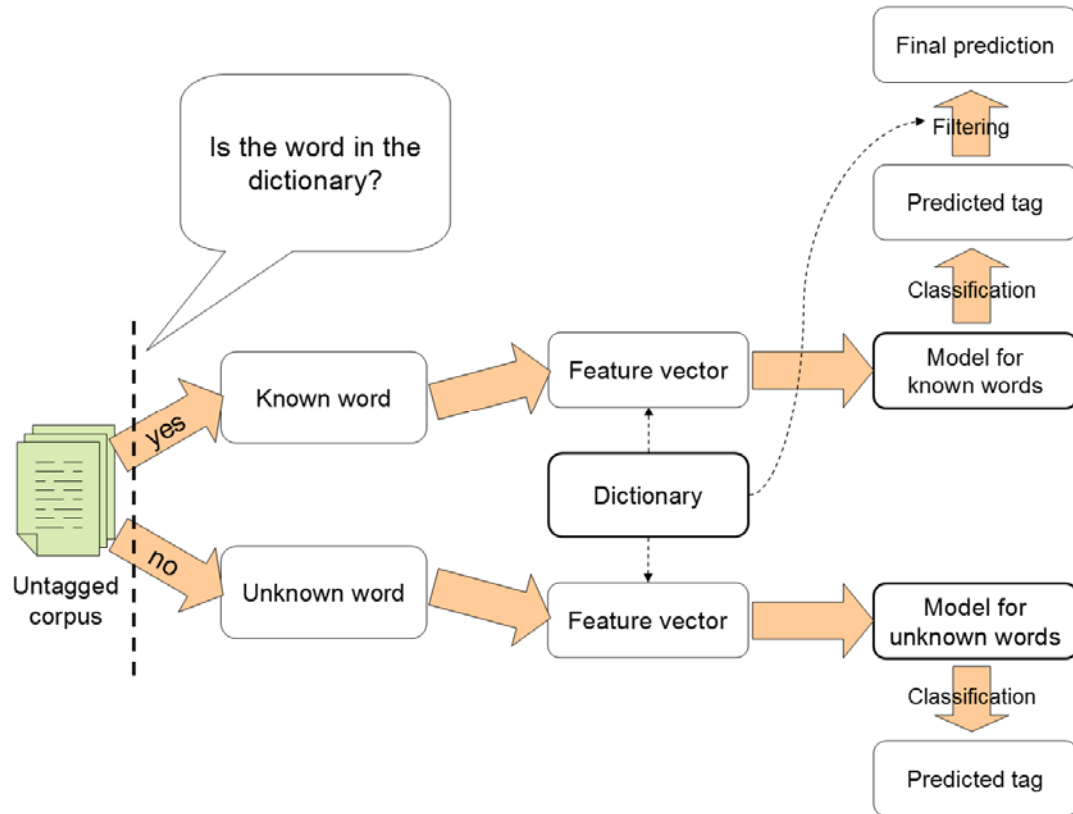 Final prediction
Filtering
Is the word in the
dictionary?
Predicted tag
Classification
yes
Known word
Feature vector
Model for
known words
Dictionary
Untagged
corpus
no
Unknown word
Feature vector
Model for
unknown words
Classification
Predicted tag